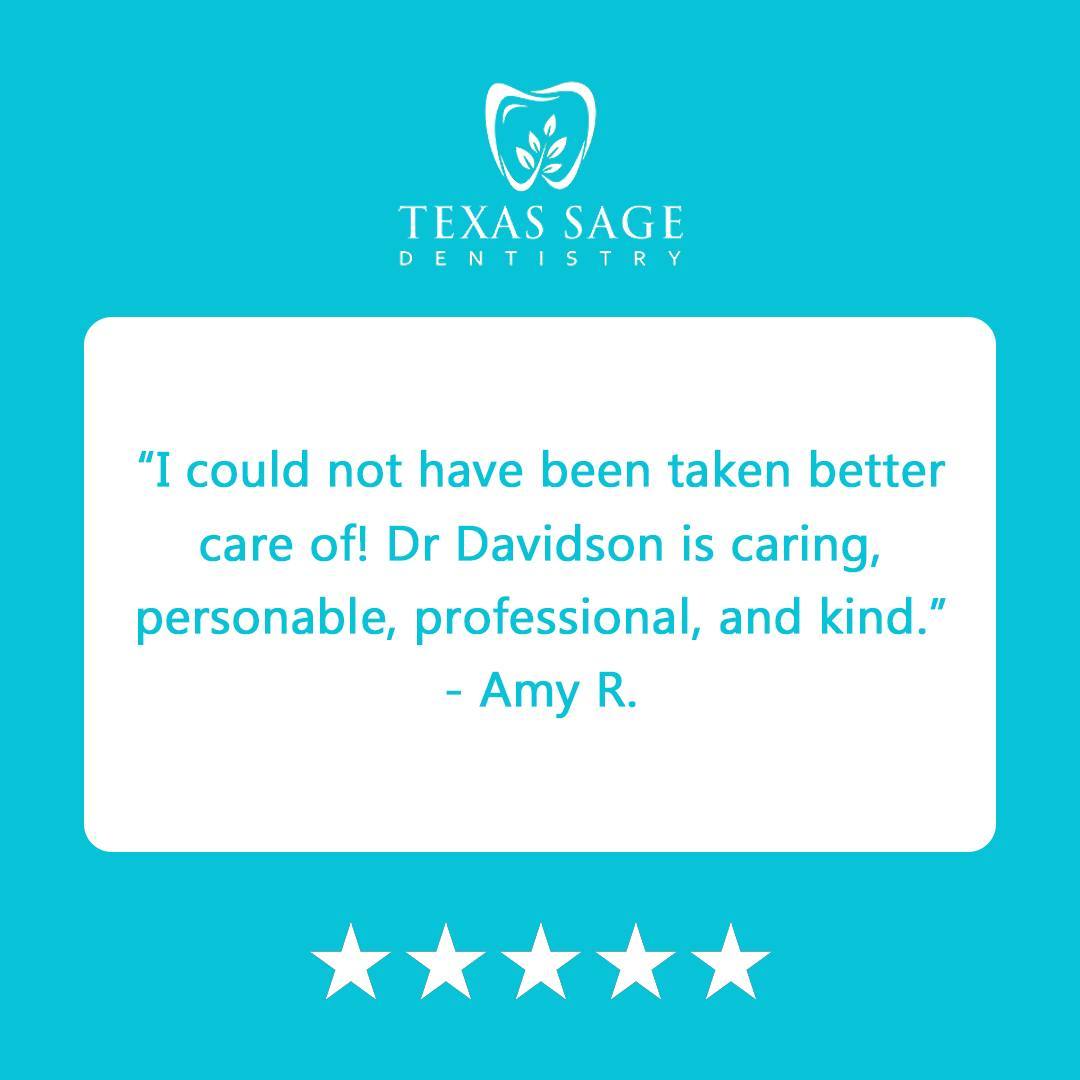 TEXAS SAGE
DENTISTRY
“I could not have been taken better
care of! Dr Davidson is caring,
personable, professional, and kind.”
- Amy R.